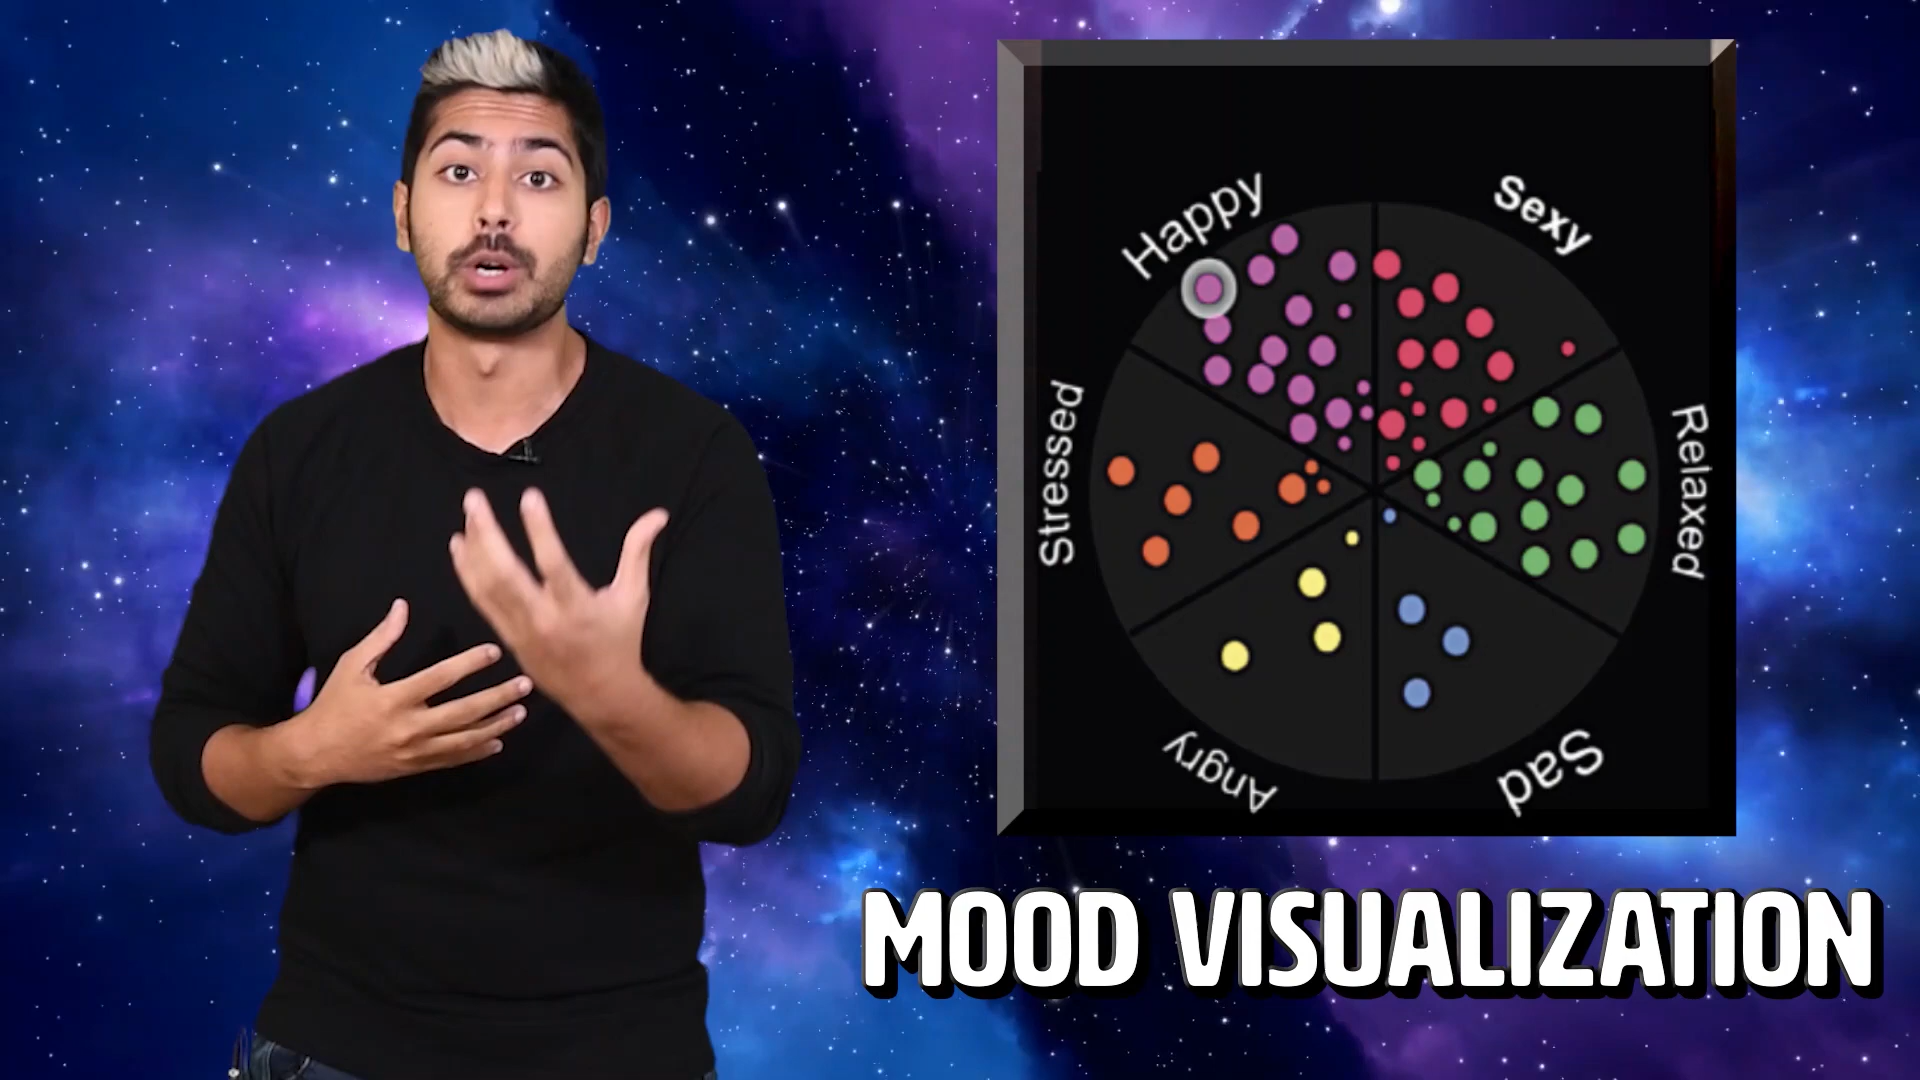 Happy
Sexy
Stressed
Relaxed
Angry
Sad
MOOD VISUALIZATION